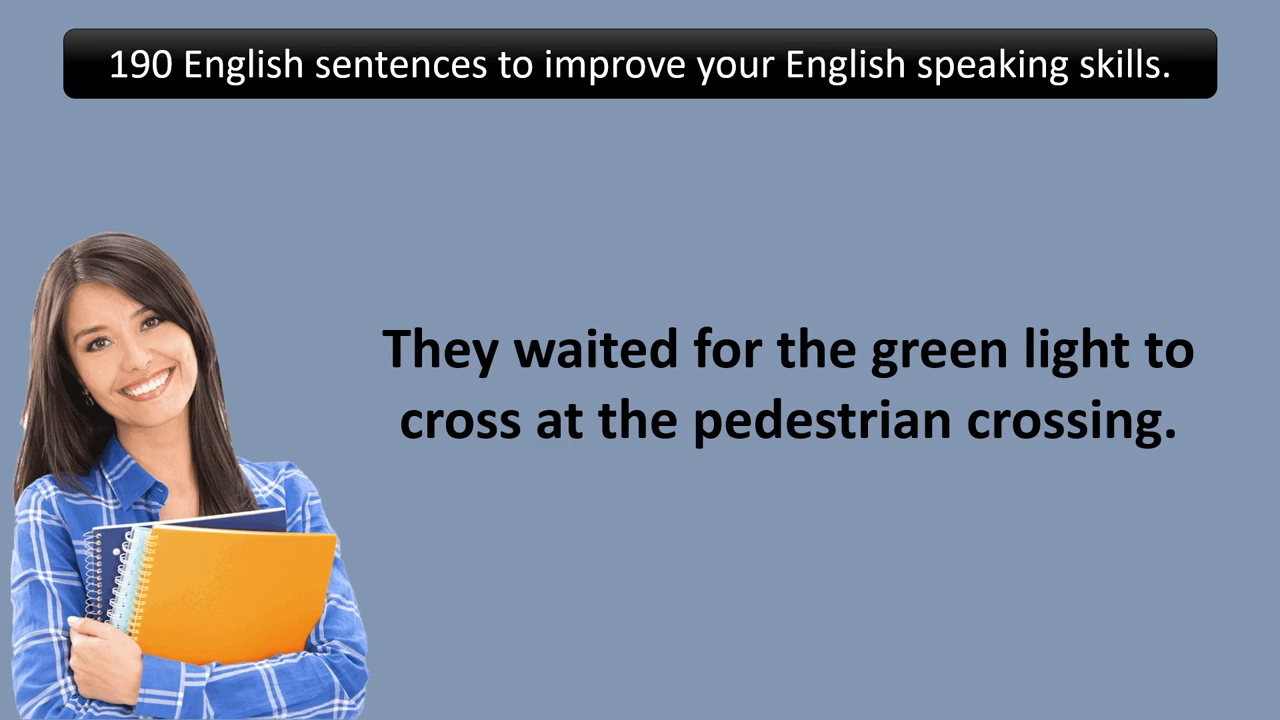 190 English sentences to improve your English speaking skills.
They waited for the green light to
cross at the pedestrian crossing.